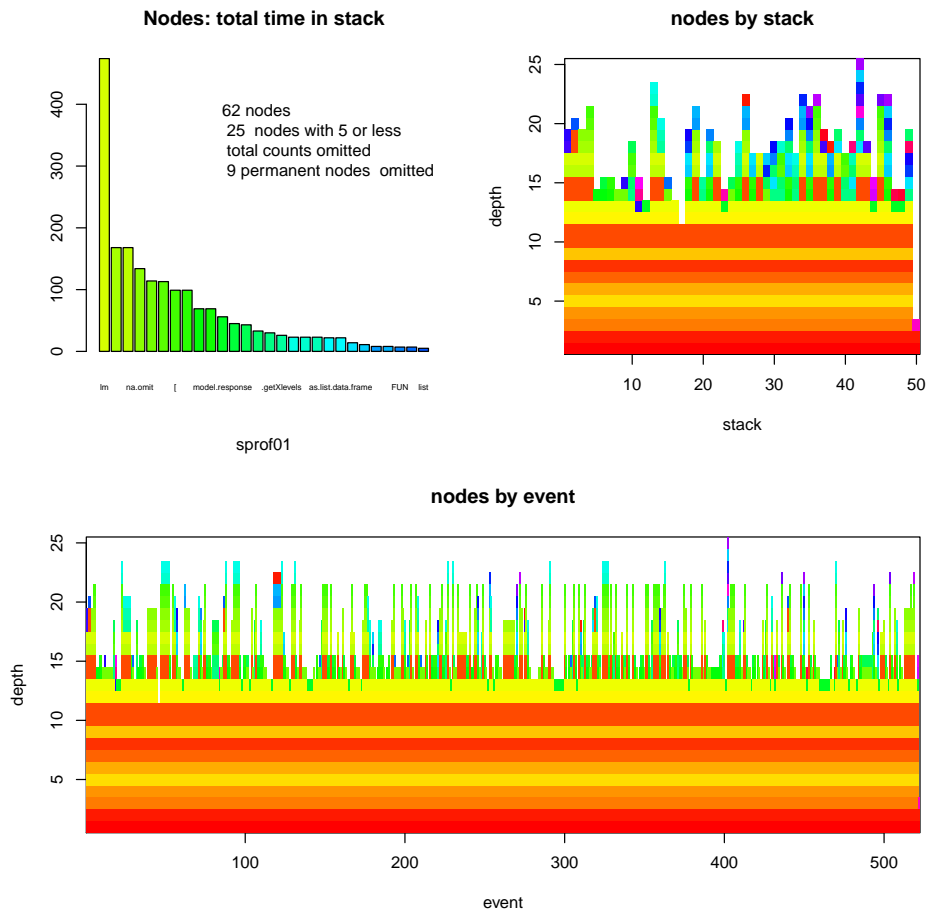 Nodes: total time in stack
400
300
200
100
0
62 nodes
25 nodes with 5 or less
total counts omitted
9 permanent nodes omitted
lm na.omit [ model.response .getXlevels as.list.data.frame FUN list
sprof01
nodes by stack
depth
25
20
15
10
5
10 20 30 40 50
stack
nodes by event
depth
25
20
15
10
5
100 200 300 400 500
event